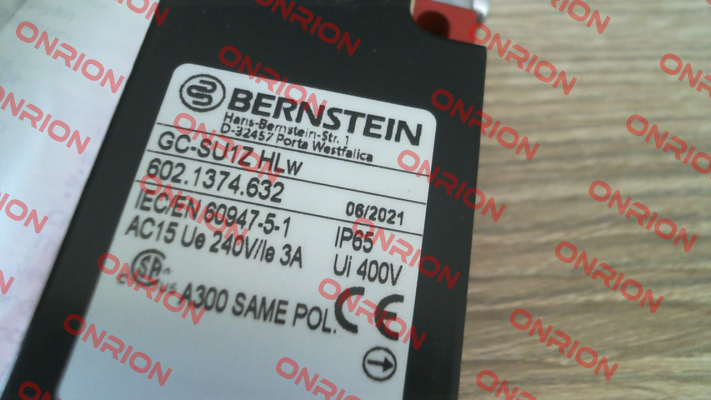 BERNSTEIN
Hans-Bernstein-Str. 1
D-32457 Porta Westfalica
GC-SU1Z HLW
602.1374.632
06/2021
IEC/EN 60947-5-1
IP65
AC15 Ue 240V/Ie 3A
Ui 400V
A300 SAME POL.
CE
ONRION